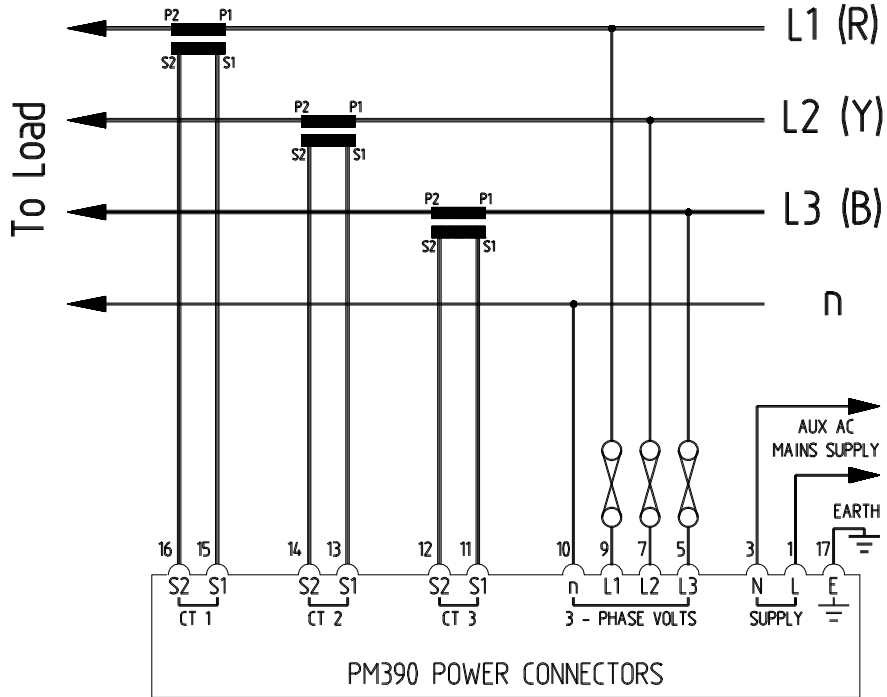 P2 P1 L1 (R)
S2 S1
P2 P1 L2 (Y)
S2 S1
To Load
P2 P1 L3 (B)
S2 S1
n
AUX AC
MAINS SUPPLY
EARTH
16 15 14 13 12 11 10 9 7 5 3 1 17
S2 S1 S2 S1 S2 S1 n L1 L2 L3 N L E
CT 1 CT 2 CT 3 3 - PHASE VOLTS SUPPLY
PM390 POWER CONNECTORS